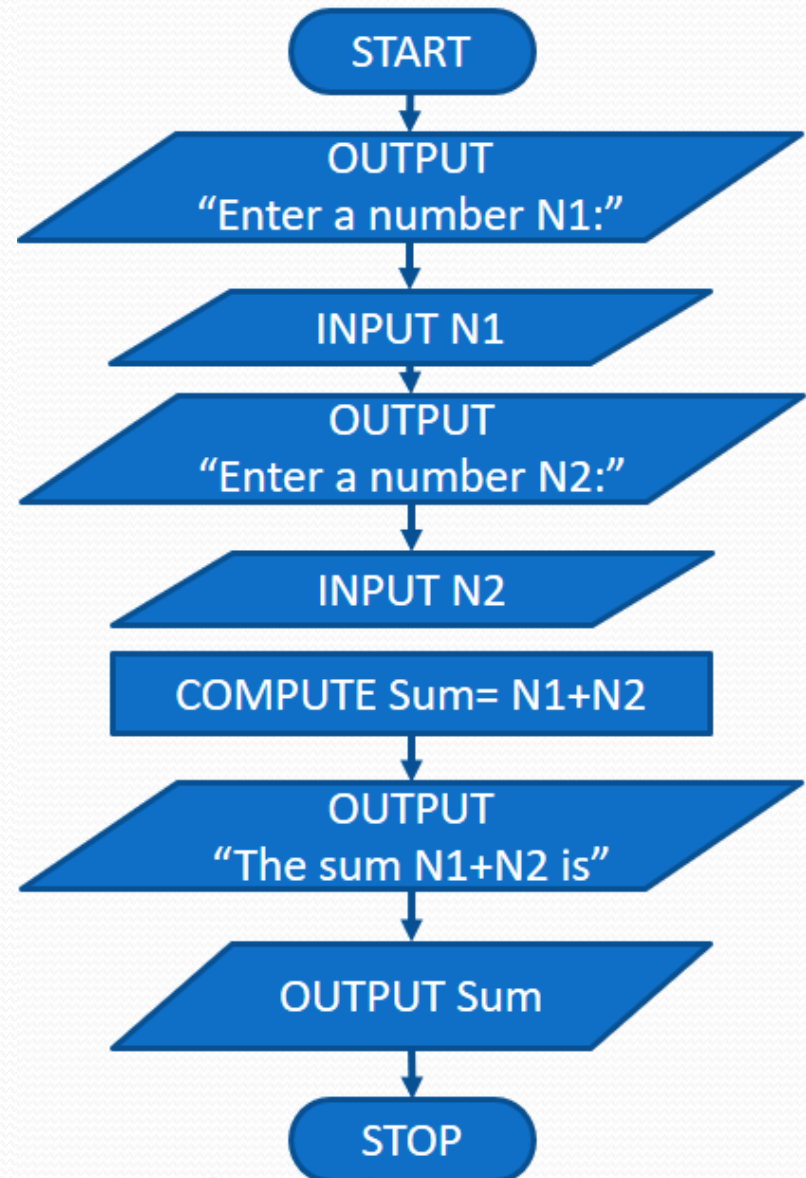 START
OUTPUT
“Enter a number N1:”
INPUT N1
OUTPUT
“Enter a number N2:”
INPUT N2
COMPUTE Sum= N1+N2
OUTPUT
“The sum N1+N2 is”
OUTPUT Sum
STOP